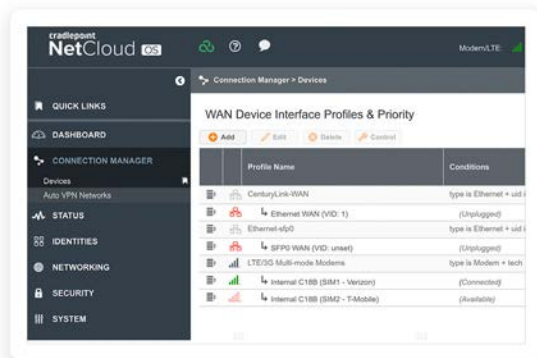 cradlepoint
NetCloud OS
Modem/LTE:
Connection Manager > Devices
QUICK LINKS
DASHBOARD
CONNECTION MANAGER
Devices
Auto VPN Networks
STATUS
IDENTITIES
NETWORKING
SECURITY
SYSTEM
WAN Device Interface Profiles & Priority
Add Edit Delete Control
Profile Name Conditions
CenturyLink-WAN type is Ethernet + uid i
Ethernet WAN (VID: 1) (Unplugged)
Ethernet-sfp0 type is Ethernet + uid i
SFP0 WAN (VID: unset) (Unplugged)
LTE/3G Multi-mode Modems type is Modem + tech
Internal C18B (SIM1 - Verizon) (Connected)
Internal C18B (SIM2 - T-Mobile) (Available)